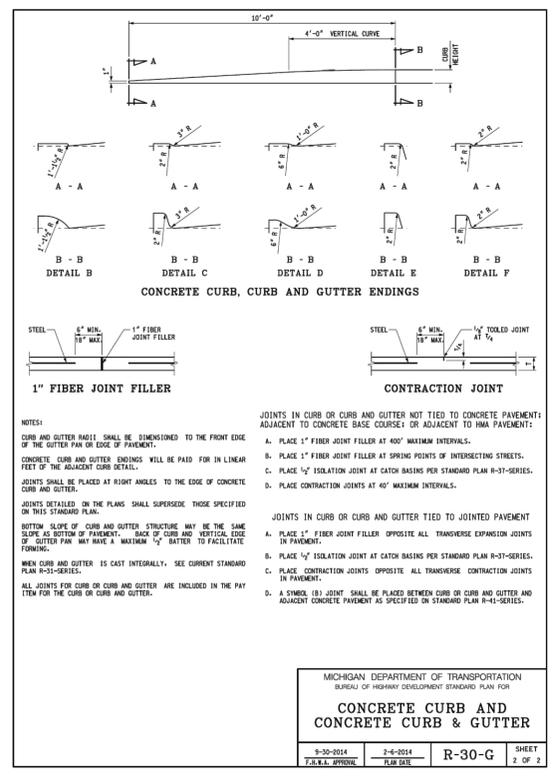 10'-0"
4'-0" VERTICAL CURVE
A
B
CURB
HEIGHT
1"
A
B
1'-1½" R
3" R
2" R
1'-0" R
6" R
2" R
2" R
2" R
A - A
A - A
A - A
A - A
A - A
1'-1½" R
3" R
2" R
1'-0" R
6" R
2" R
2" R
2" R
B - B
B - B
B - B
B - B
B - B
DETAIL B
DETAIL C
DETAIL D
DETAIL E
DETAIL F
CONCRETE CURB, CURB AND GUTTER ENDINGS
STEEL
6" MIN.
18" MAX.
1" FIBER
JOINT FILLER
1" FIBER JOINT FILLER
STEEL
6" MIN.
18" MAX.
⅛" TOOLED JOINT
AT T/4
T/4
T
CONTRACTION JOINT
NOTES:
CURB AND GUTTER RADII SHALL BE DIMENSIONED TO THE FRONT EDGE
OF THE GUTTER PAN OR EDGE OF PAVEMENT.
CONCRETE CURB AND GUTTER ENDINGS WILL BE PAID FOR IN LINEAR
FEET OF THE ADJACENT CURB DETAIL.
JOINTS SHALL BE PLACED AT RIGHT ANGLES TO THE EDGE OF CONCRETE
CURB AND GUTTER.
JOINTS DETAILED ON THE PLANS SHALL SUPERSEDE THOSE SPECIFIED
ON THIS STANDARD PLAN.
BOTTOM SLOPE OF CURB AND GUTTER STRUCTURE MAY BE THE SAME
SLOPE AS BOTTOM OF PAVEMENT. BACK OF CURB AND VERTICAL EDGE
OF GUTTER PAN MAY HAVE A MAXIMUM ½" BATTER TO FACILITATE
FORMING.
WHEN CURB AND GUTTER IS CAST INTEGRALLY, SEE CURRENT STANDARD
PLAN R-31-SERIES.
ALL JOINTS FOR CURB OR CURB AND GUTTER ARE INCLUDED IN THE PAY
ITEM FOR THE CURB OR CURB AND GUTTER.
JOINTS IN CURB OR CURB AND GUTTER NOT TIED TO CONCRETE PAVEMENT;
ADJACENT TO CONCRETE BASE COURSE; OR ADJACENT TO HMA PAVEMENT:
A. PLACE 1" FIBER JOINT FILLER AT 400' MAXIMUM INTERVALS.
B. PLACE 1" FIBER JOINT FILLER AT SPRING POINTS OF INTERSECTING STREETS.
C. PLACE ½" ISOLATION JOINT AT CATCH BASINS PER STANDARD PLAN R-37-SERIES.
D. PLACE CONTRACTION JOINTS AT 40' MAXIMUM INTERVALS.
JOINTS IN CURB OR CURB AND GUTTER TIED TO JOINTED PAVEMENT
A. PLACE 1" FIBER JOINT FILLER OPPOSITE ALL TRANSVERSE EXPANSION JOINTS
IN PAVEMENT.
B. PLACE ½" ISOLATION JOINT AT CATCH BASINS PER STANDARD PLAN R-37-SERIES.
C. PLACE CONTRACTION JOINTS OPPOSITE ALL TRANSVERSE CONTRACTION JOINTS
IN PAVEMENT.
D. A SYMBOL (B) JOINT SHALL BE PLACED BETWEEN CURB OR CURB AND GUTTER AND
ADJACENT CONCRETE PAVEMENT AS SPECIFIED ON STANDARD PLAN R-41-SERIES.
MICHIGAN DEPARTMENT OF TRANSPORTATION
BUREAU OF HIGHWAY DEVELOPMENT STANDARD PLAN FOR
CONCRETE CURB AND
CONCRETE CURB & GUTTER
9-30-2014
F.H.W.A. APPROVAL
2-6-2014
PLAN DATE
R-30-G
SHEET
2 OF 2